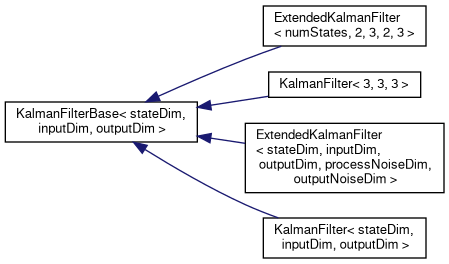 ExtendedKalmanFilter
< numStates, 2, 3, 2, 3 >
KalmanFilter< 3, 3, 3 >
KalmanFilterBase< stateDim,
inputDim, outputDim >
ExtendedKalmanFilter
< stateDim, inputDim,
outputDim, processNoiseDim,
outputNoiseDim >
KalmanFilter< stateDim,
inputDim, outputDim >